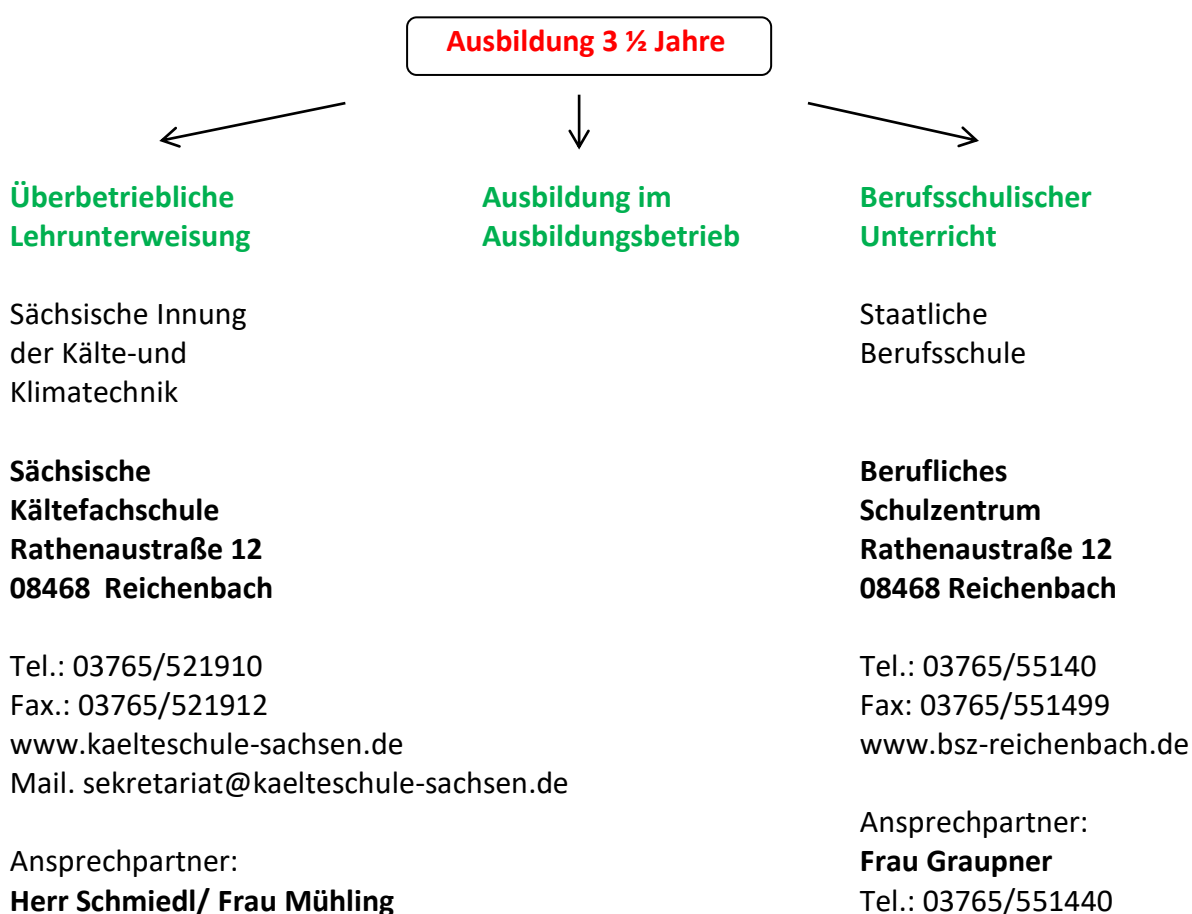 Ausbildung 3 ½ Jahre
Überbetriebliche
Lehrunterweisung
Sächsische Innung
der Kälte-und
Klimatechnik
Sächsische
Kältefachschule
Rathenaustraße 12
08468 Reichenbach
Tel.: 03765/521910
Fax.: 03765/521912
www.kaelteschule-sachsen.de
Mail. sekretariat@kaelteschule-sachsen.de
Ansprechpartner:
Herr Schmiedl/ Frau Mühling
Ausbildung im
Ausbildungsbetrieb
Berufsschulischer
Unterricht
Staatliche
Berufsschule
Berufliches
Schulzentrum
Rathenaustraße 12
08468 Reichenbach
Tel.: 03765/55140
Fax: 03765/551499
www.bsz-reichenbach.de
Ansprechpartner:
Frau Graupner
Tel.: 03765/551440